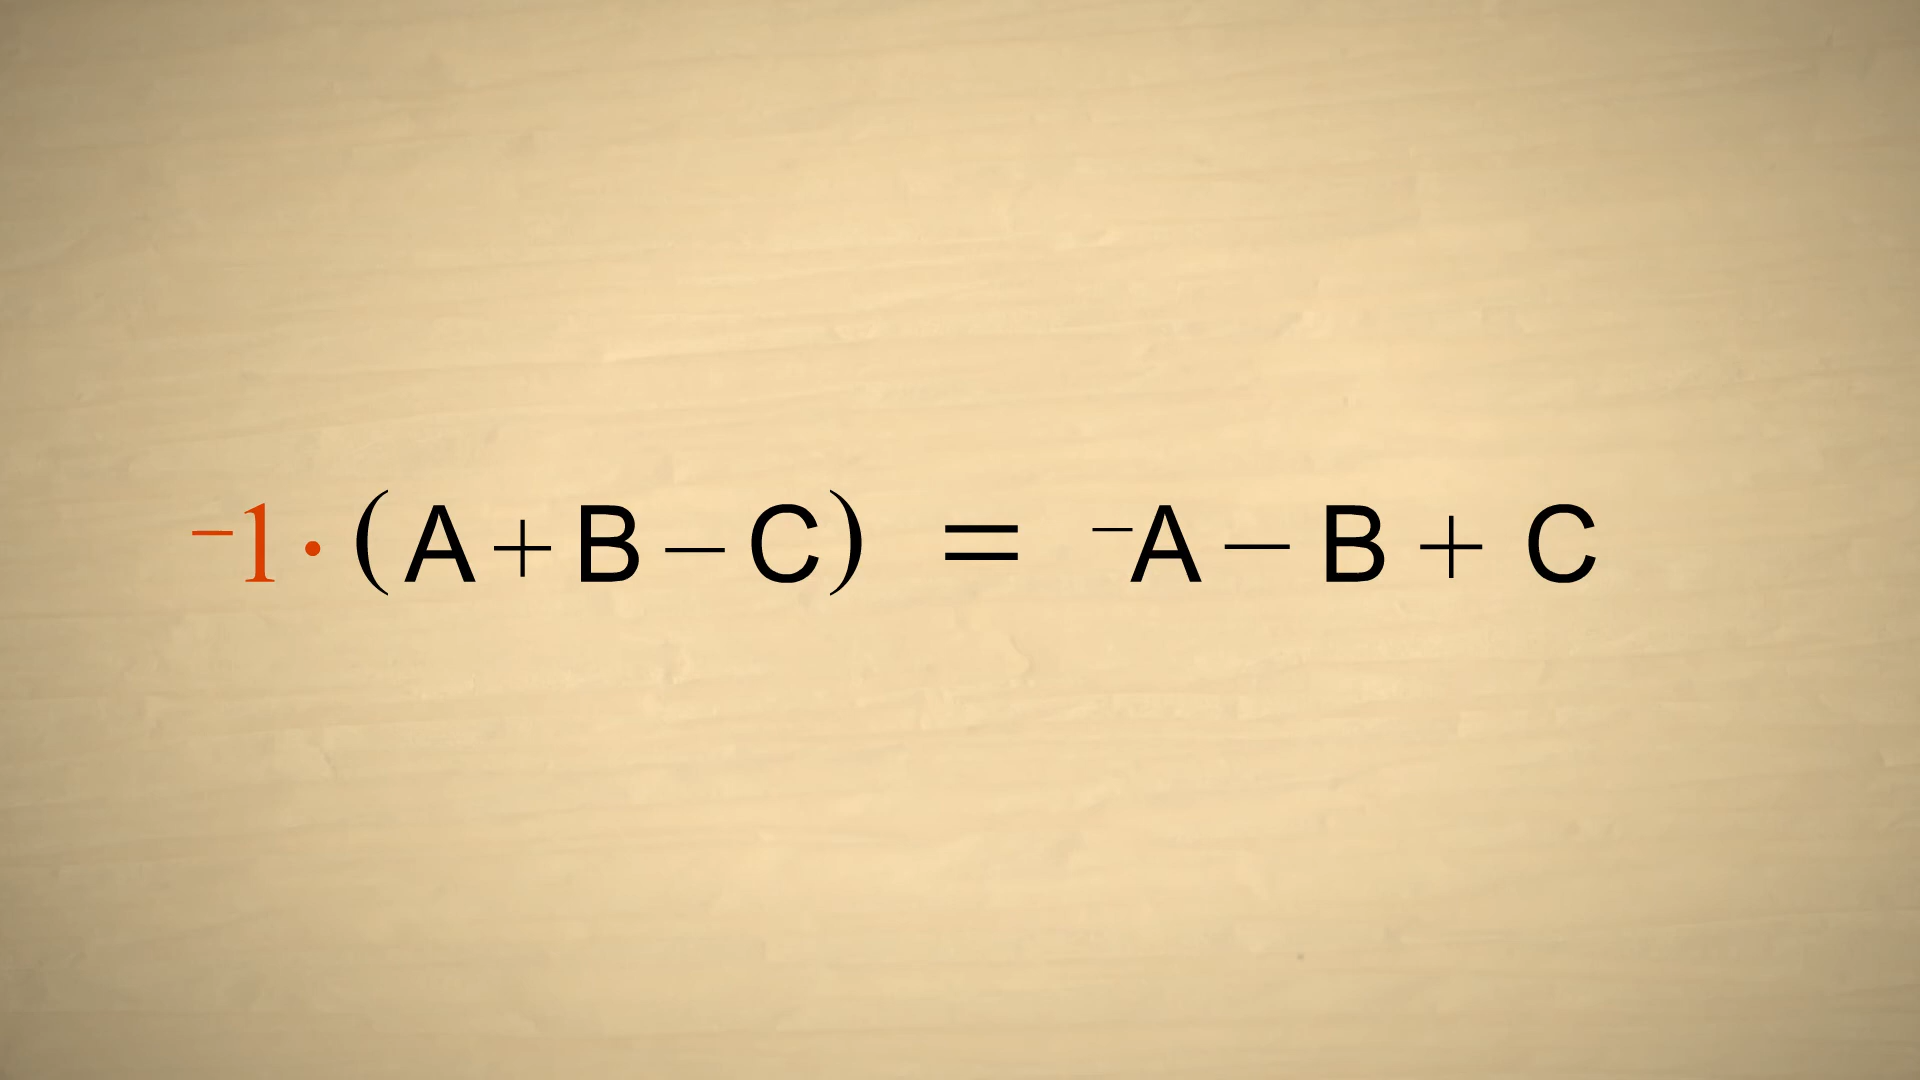 ⁻1 · (A + B − C) = ⁻A − B + C